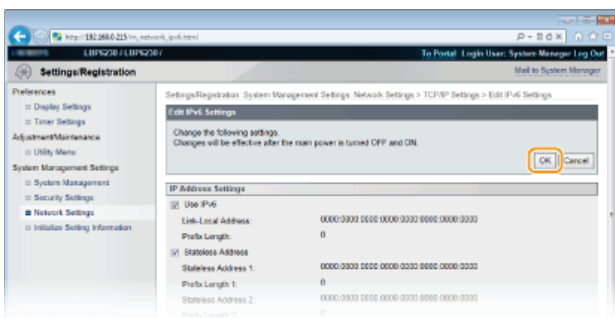 http://192.168.0.215/m_network_ipv6.html
LBP6230 / LBP6230 /
To Portal Login User: System Manager Log Out
Settings/Registration
Mail to System Manager
Preferences
Display Settings
Timer Settings
Adjustment/Maintenance
Utility Menu
System Management Settings
System Management
Security Settings
Network Settings
Initialize Setting Information
Settings/Registration: System Management Settings: Network Settings > TCP/IP Settings > Edit IPv6 Settings
Edit IPv6 Settings
Change the following settings.
Changes will be effective after the main power is turned OFF and ON.
OK Cancel
IP Address Settings
Use IPv6
Link-Local Address: 0000:0000:0000:0000:0000:0000:0000:0000
Prefix Length: 0
Stateless Address
Stateless Address 1: 0000:0000:0000:0000:0000:0000:0000:0000
Prefix Length 1: 0
Stateless Address 2: 0000:0000:0000:0000:0000:0000:0000:0000
Prefix Length 2: